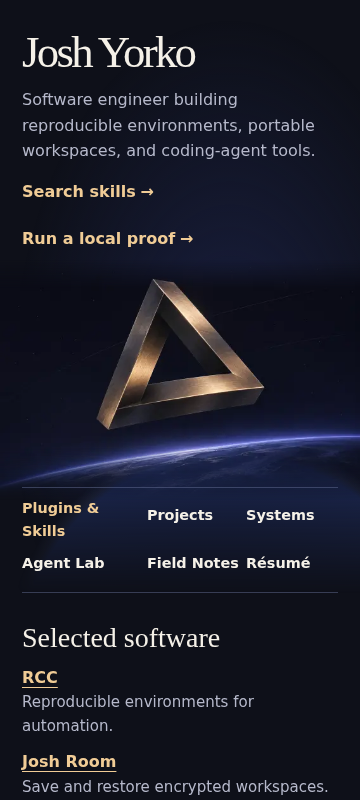 Josh Yorko
Software engineer building
reproducible environments, portable
workspaces, and coding-agent tools.
Search skills →
Run a local proof →
Plugins &
Skills
Projects
Systems
Agent Lab
Field Notes
Résumé
Selected software
RCC
Reproducible environments for
automation.
Josh Room
Save and restore encrypted workspaces.